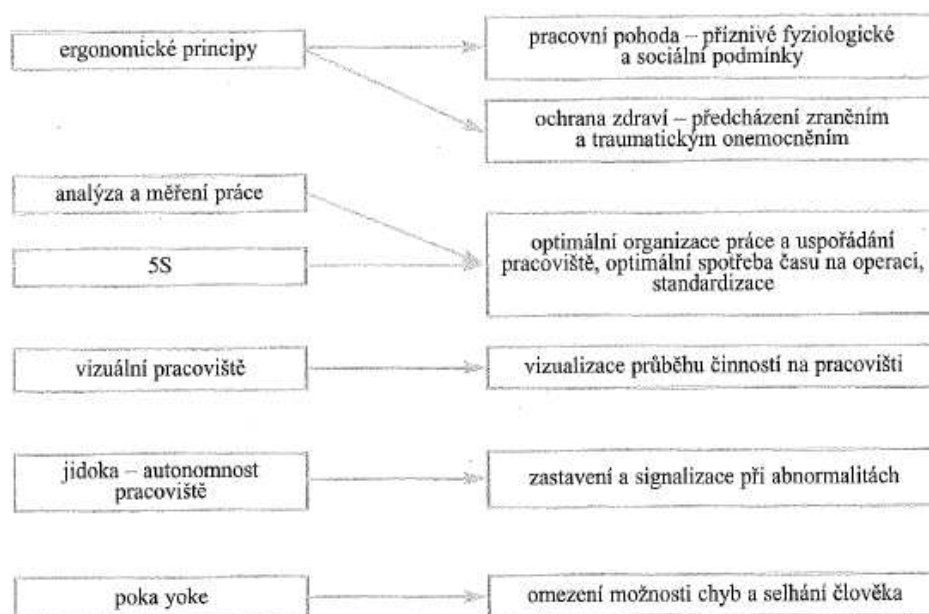 ergonomické principy
pracovní pohoda – příznivé fyziologické
a sociální podmínky
ochrana zdraví – předcházení zraněním
a traumatickým onemocněním
analýza a měření práce
5S
optimální organizace práce a uspořádání
pracoviště, optimální spotřeba času na operaci,
standardizace
vizuální pracoviště
vizualizace průběhu činností na pracovišti
jidoka – autonomnost
pracoviště
zastavení a signalizace při abnormalitách
poka yoke
omezení možnosti chyb a selhání člověka